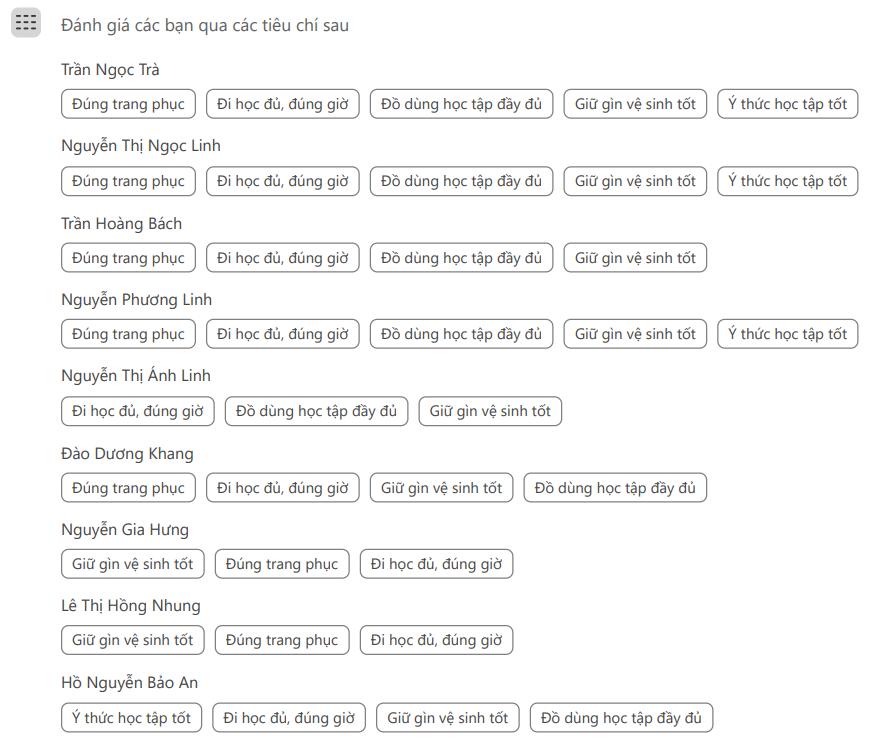 Đánh giá các bạn qua các tiêu chí sau
Trần Ngọc Trà
Đúng trang phục Đi học đủ, đúng giờ Đồ dùng học tập đầy đủ Giữ gìn vệ sinh tốt Ý thức học tập tốt
Nguyễn Thị Ngọc Linh
Đúng trang phục Đi học đủ, đúng giờ Đồ dùng học tập đầy đủ Giữ gìn vệ sinh tốt Ý thức học tập tốt
Trần Hoàng Bách
Đúng trang phục Đi học đủ, đúng giờ Đồ dùng học tập đầy đủ Giữ gìn vệ sinh tốt
Nguyễn Phương Linh
Đúng trang phục Đi học đủ, đúng giờ Đồ dùng học tập đầy đủ Giữ gìn vệ sinh tốt Ý thức học tập tốt
Nguyễn Thị Ánh Linh
Đi học đủ, đúng giờ Đồ dùng học tập đầy đủ Giữ gìn vệ sinh tốt
Đào Dương Khang
Đúng trang phục Đi học đủ, đúng giờ Giữ gìn vệ sinh tốt Đồ dùng học tập đầy đủ
Nguyễn Gia Hưng
Giữ gìn vệ sinh tốt Đúng trang phục Đi học đủ, đúng giờ
Lê Thị Hồng Nhung
Giữ gìn vệ sinh tốt Đúng trang phục Đi học đủ, đúng giờ
Hồ Nguyễn Bảo An
Ý thức học tập tốt Đi học đủ, đúng giờ Giữ gìn vệ sinh tốt Đồ dùng học tập đầy đủ